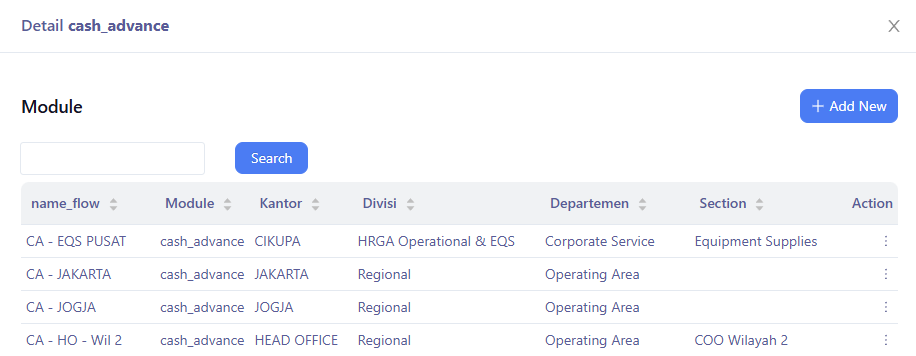 Detail cash_advance
Module
+ Add New
Search
name_flow Module Kantor Divisi Departemen Section Action
CA - EQS PUSAT cash_advance CIKUPA HRGA Operational & EQS Corporate Service Equipment Supplies
CA - JAKARTA cash_advance JAKARTA Regional Operating Area
CA - JOGJA cash_advance JOGJA Regional Operating Area
CA - HO - Wil 2 cash_advance HEAD OFFICE Regional Operating Area COO Wilayah 2